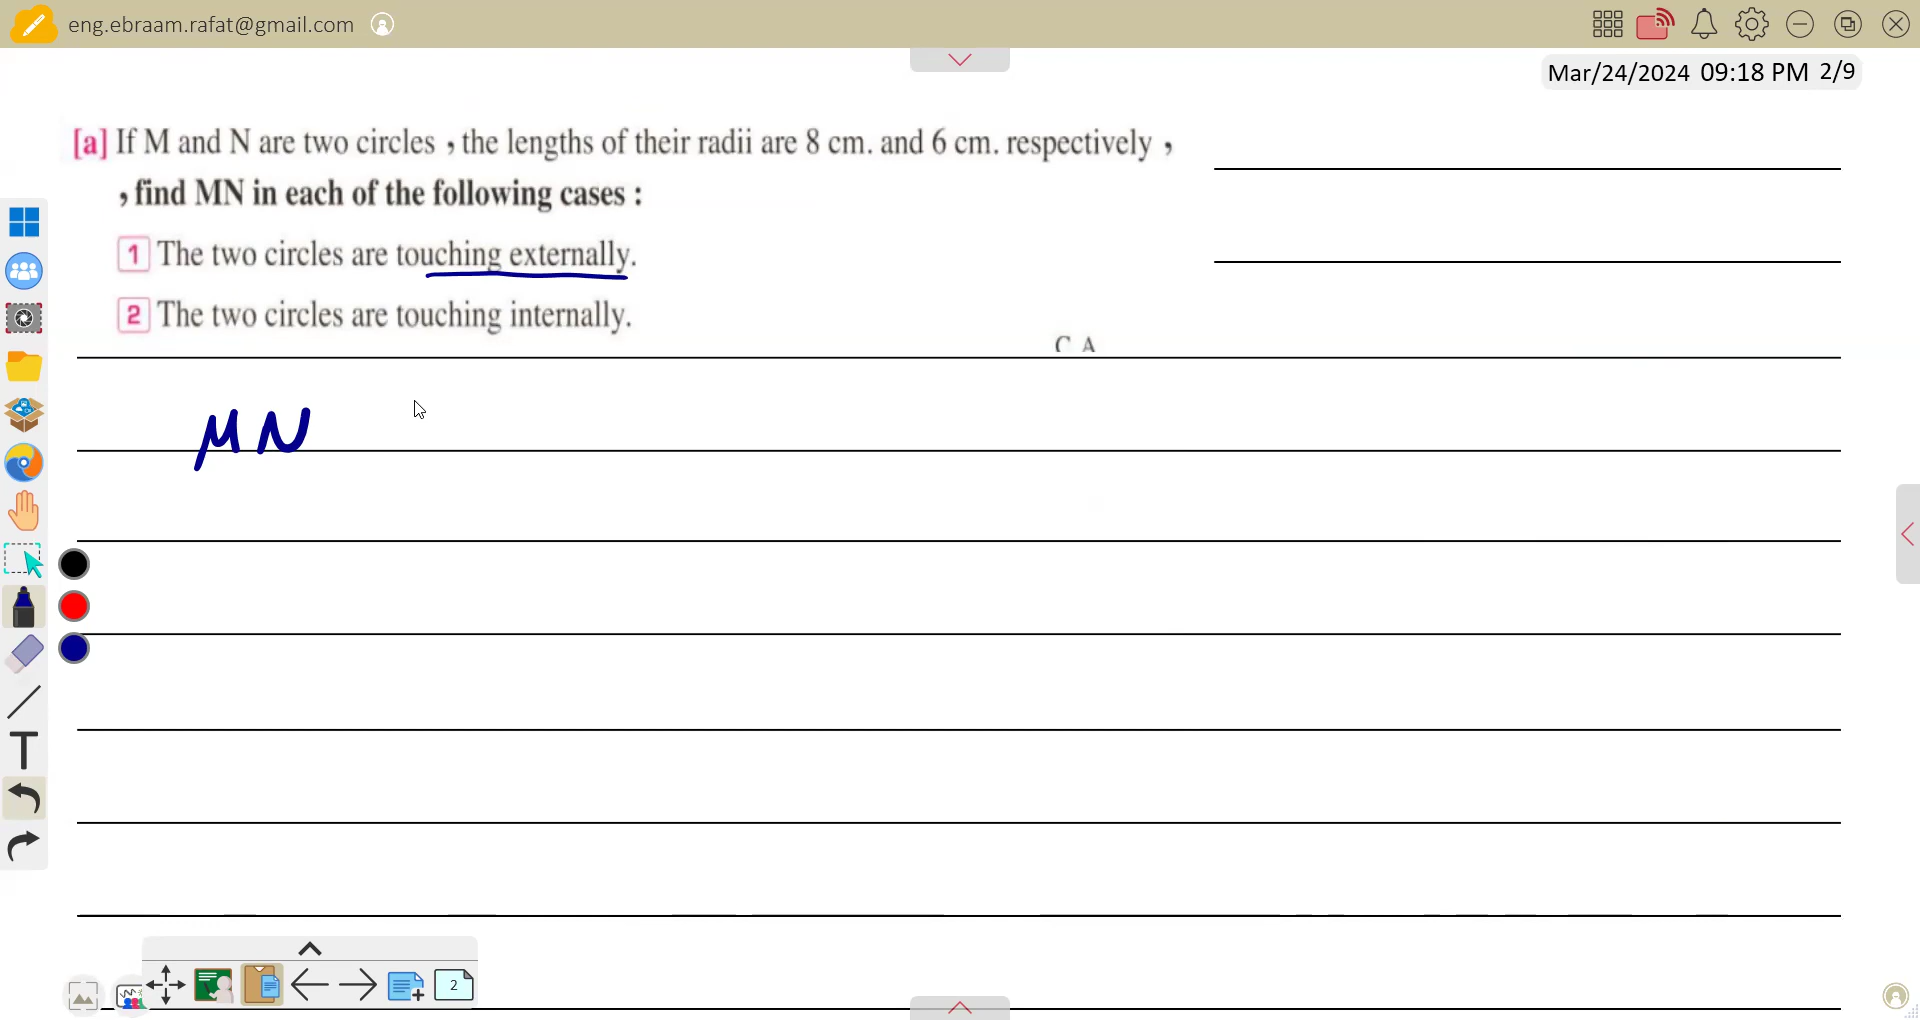 eng.ebraam.rafat@gmail.com
Mar/24/2024 09:18 PM 2/9
[a] If M and N are two circles , the lengths of their radii are 8 cm. and 6 cm. respectively ,
, find MN in each of the following cases :
1 The two circles are touching externally.
2 The two circles are touching internally.
C A
MN
T
2